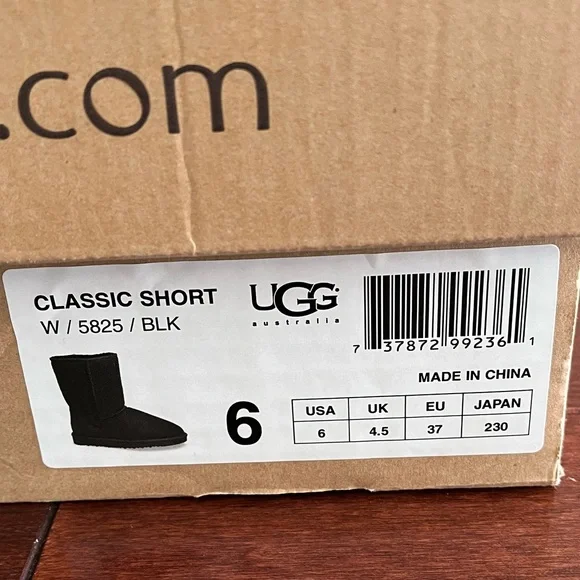 .com
CLASSIC SHORT
W / 5825 / BLK
UGG
australia
7 37872 99236 1
MADE IN CHINA
6
USA UK EU JAPAN
6 4.5 37 230